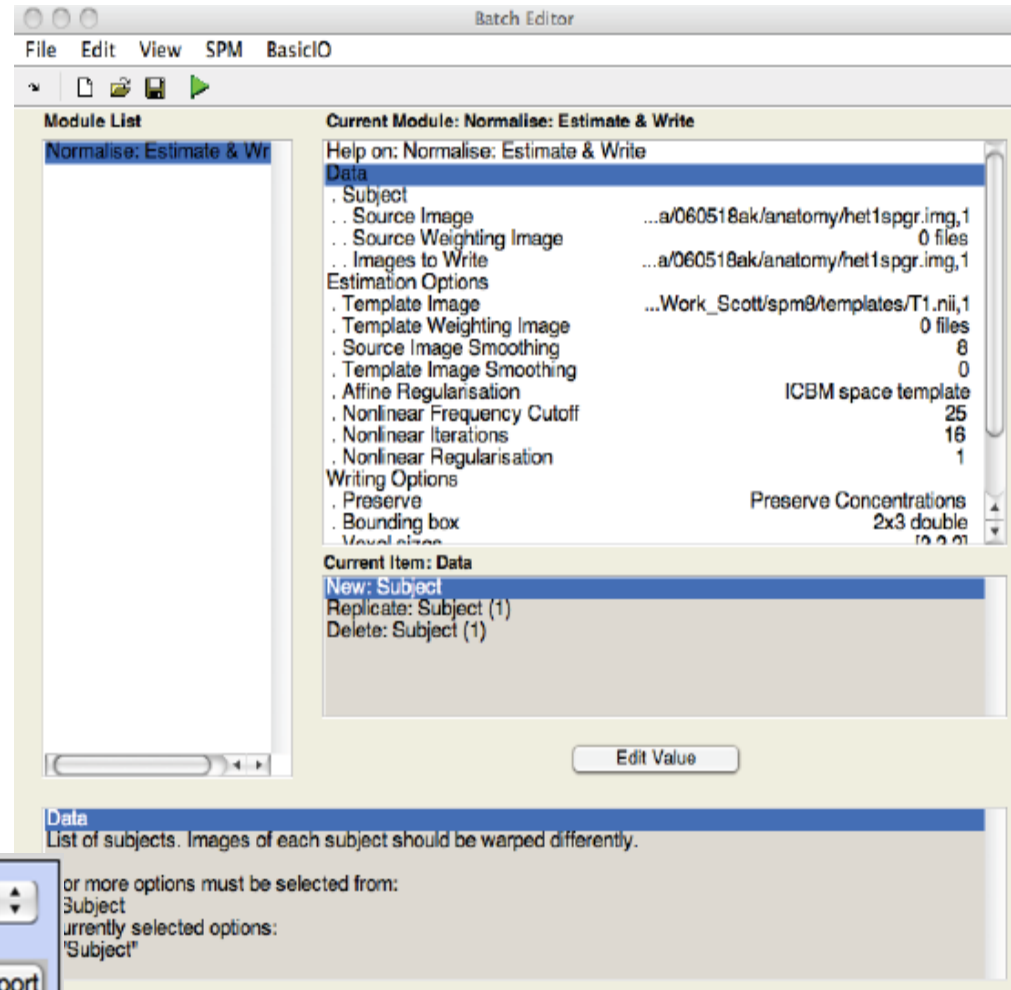 Batch Editor
File Edit View SPM BasicIO
Module List
Normalise: Estimate & Wr
Current Module: Normalise: Estimate & Write
Help on: Normalise: Estimate & Write
Data
. Subject
. . Source Image ...a/060518ak/anatomy/het1spgr.img,1
. . Source Weighting Image 0 files
. . Images to Write ...a/060518ak/anatomy/het1spgr.img,1
Estimation Options
. Template Image ...Work_Scott/spm8/templates/T1.nii,1
. Template Weighting Image 0 files
. Source Image Smoothing 8
. Template Image Smoothing 0
. Affine Regularisation ICBM space template
. Nonlinear Frequency Cutoff 25
. Nonlinear Iterations 16
. Nonlinear Regularisation 1
Writing Options
. Preserve Preserve Concentrations
. Bounding box 2x3 double
. Voxel sizes
Current Item: Data
New: Subject
Replicate: Subject (1)
Delete: Subject (1)
Edit Value
Data
List of subjects. Images of each subject should be warped differently.
or more options must be selected from:
Subject
urrently selected options:
"Subject"
port